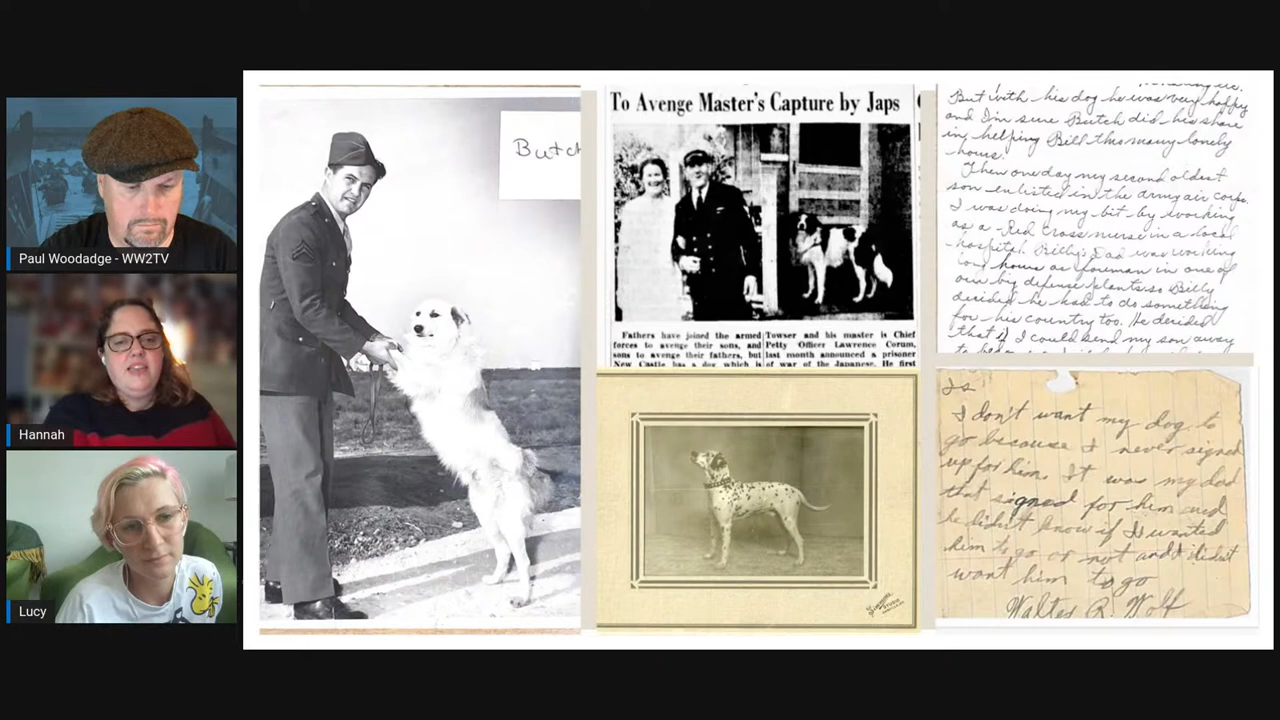 Paul Woodadge - WW2TV
Hannah
Lucy
Butch
To Avenge Master's Capture by Japs
Fathers have joined the armed
forces to avenge their sons, and
sons to avenge their fathers, but
New Castle has a dog which is
Towser and his master is Chief
Petty Officer Lawrence Corum,
last month announced a prisoner
of war of the Japanese. He first
But with his dog he was very happy
and I'm sure Butch did his share
in helping Bill thru many lonely
hours.
Then one day my second oldest
son enlisted in the army air corps.
I was doing my bit by working
as a Red Cross nurse in a local
hospital. Billy's Dad was working
long hours as foreman in one of
our big defense plants so Billy
decided he had to do something
for his country too. He decided
that if I could send my son away
I don't want my dog to
go because I never signed
up for him. It was my dad
that signed for him and
he didn't know if I wanted
him to go or not and I didn't
want him to go
Walter R. Wolf